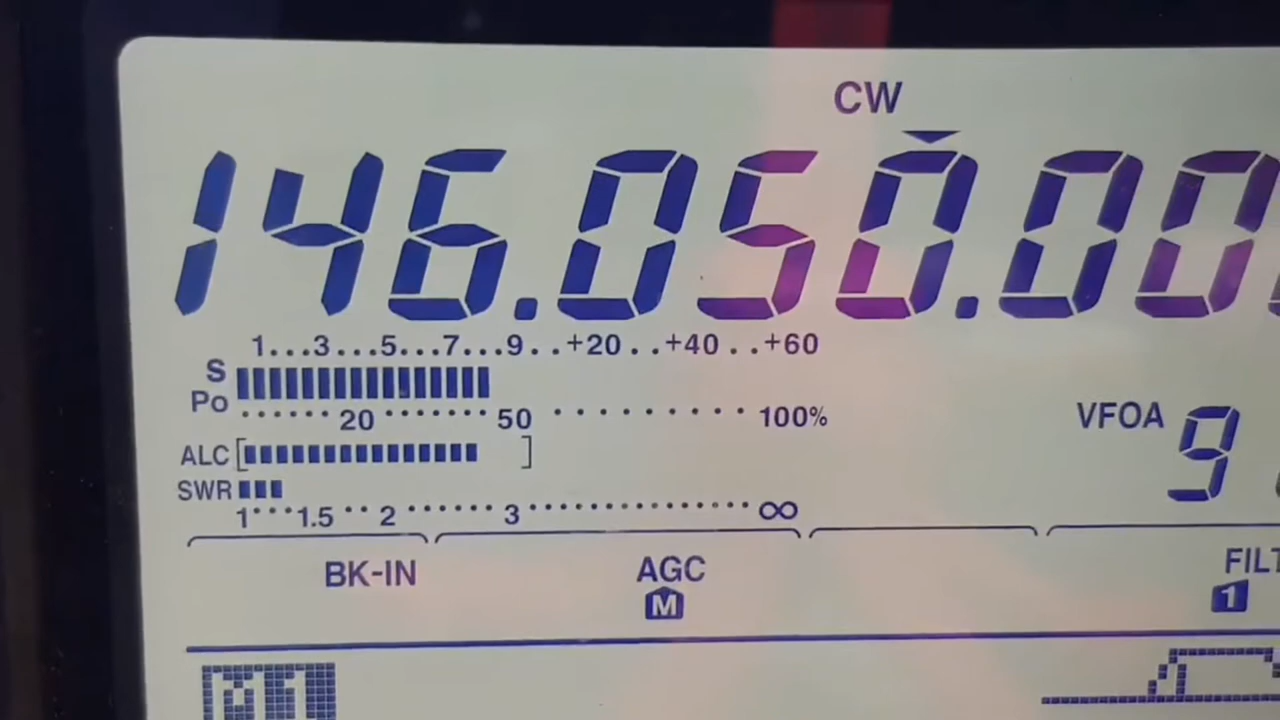 CW
146.050.00
1...3...5...7...9..+20..+40..+60
S
Po
20 50 100%
VFOA 9
ALC
SWR
1 1.5 2 3 ∞
BK-IN AGC FILT
M 1
M1